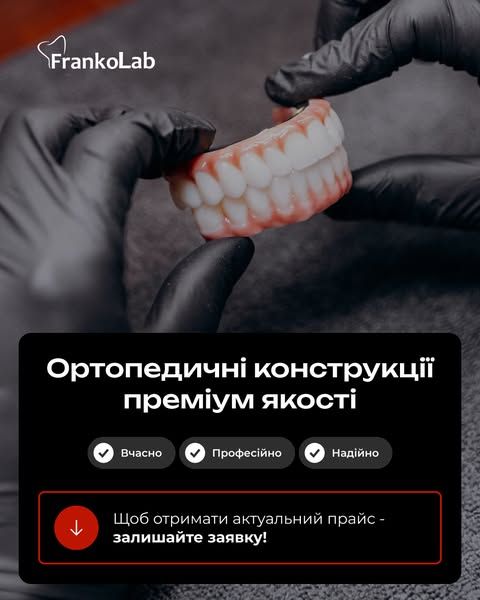 FrankoLab
Ортопедичні конструкції
преміум якості
Вчасно
Професійно
Надійно
Щоб отримати актуальний прайс -
залишайте заявку!